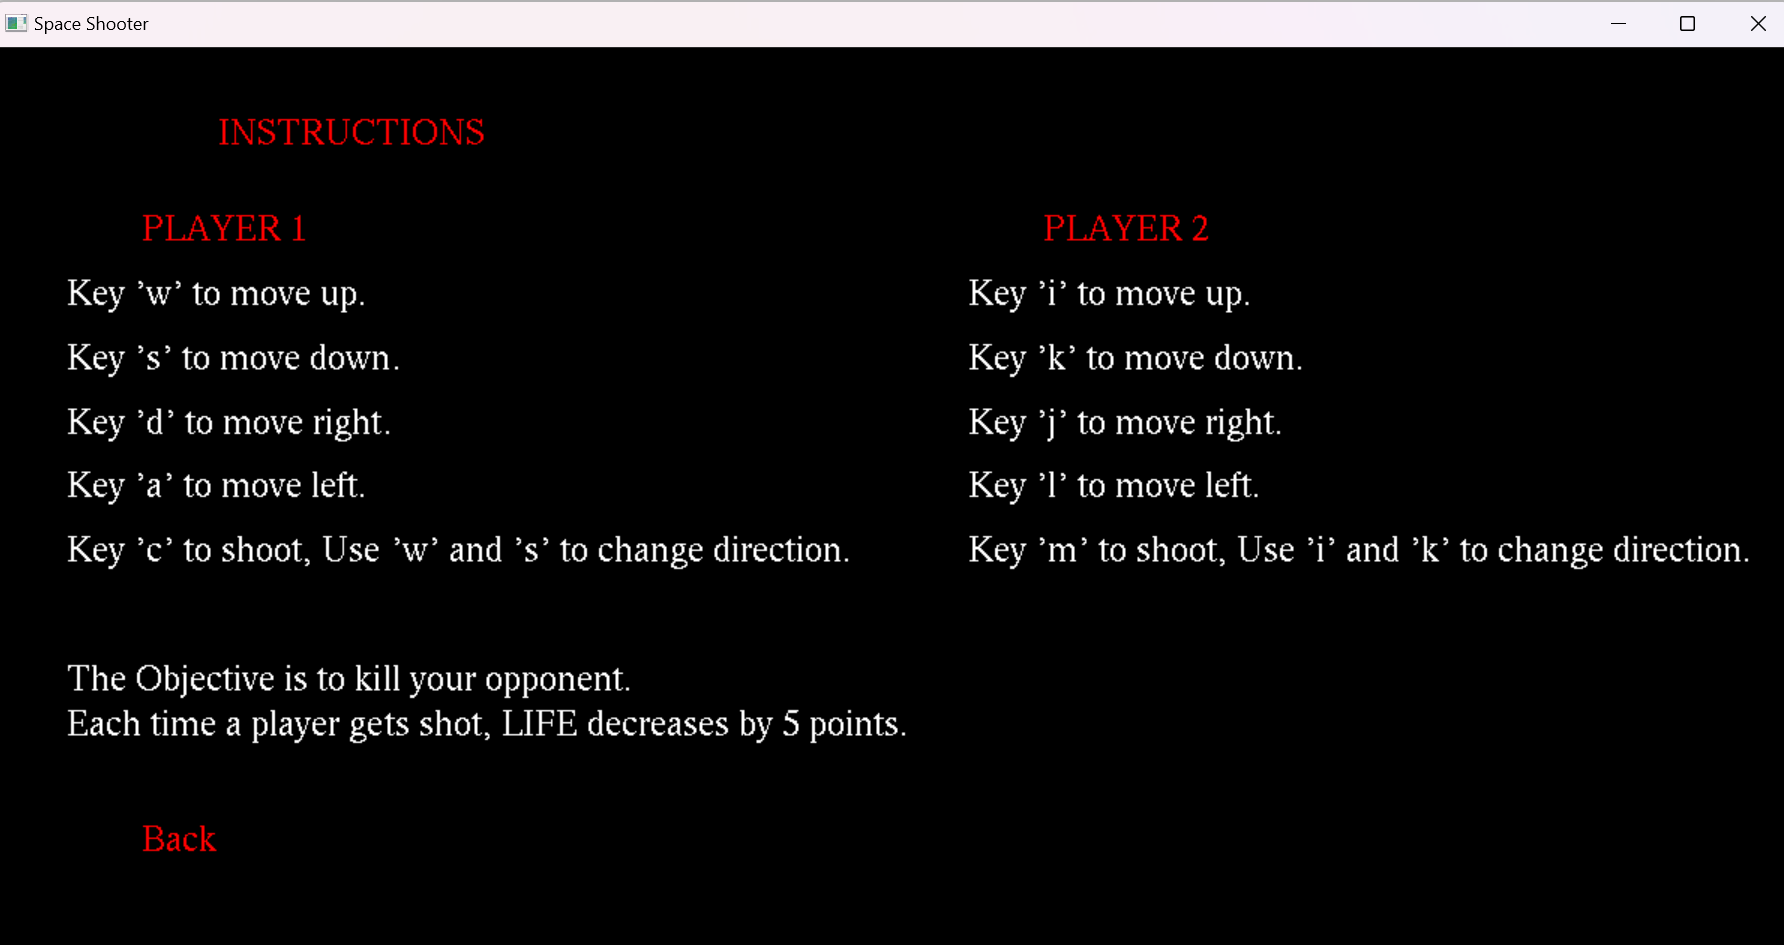 Space Shooter
INSTRUCTIONS
PLAYER 1
Key ’w’ to move up.
Key ’s’ to move down.
Key ’d’ to move right.
Key ’a’ to move left.
Key ’c’ to shoot, Use ’w’ and ’s’ to change direction.
PLAYER 2
Key ’i’ to move up.
Key ’k’ to move down.
Key ’j’ to move right.
Key ’l’ to move left.
Key ’m’ to shoot, Use ’i’ and ’k’ to change direction.
The Objective is to kill your opponent.
Each time a player gets shot, LIFE decreases by 5 points.
Back